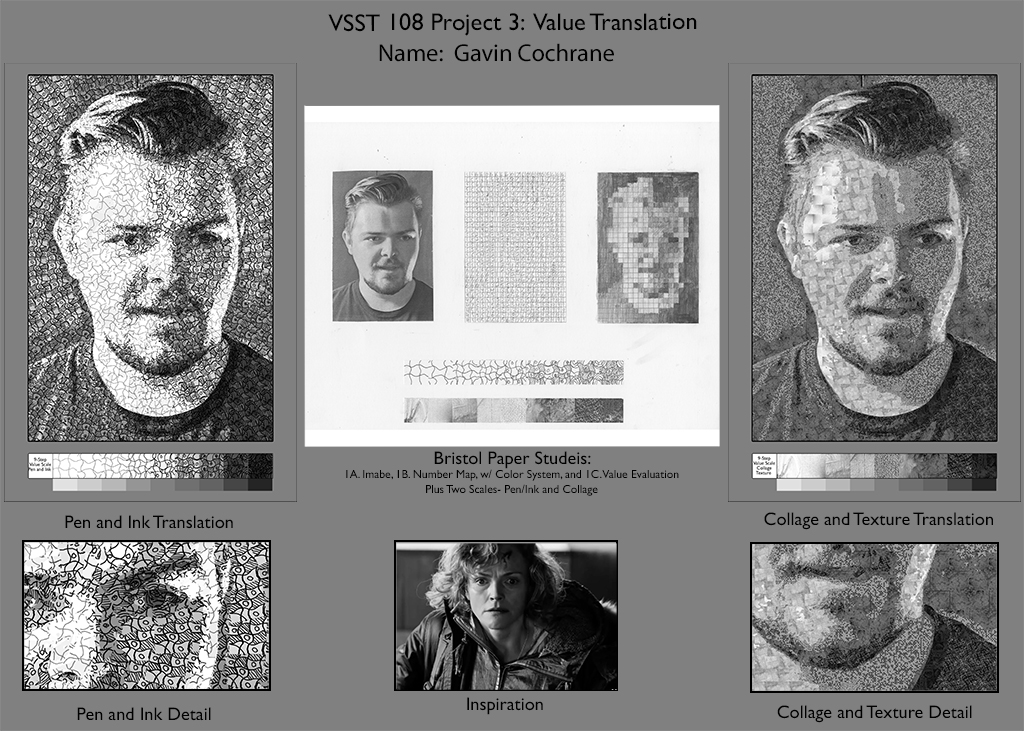 VSST 108 Project 3: Value Translation
Name: Gavin Cochrane
9-Step
Value Scale
Pen and Ink
Pen and Ink Translation
Bristol Paper Studeis:
1A. Imabe, 1B. Number Map, w/ Color System, and 1C. Value Evaluation
Plus Two Scales- Pen/Ink and Collage
9-Step
Value Scale
Collage
Texture
Collage and Texture Translation
Pen and Ink Detail
Inspiration
Collage and Texture Detail